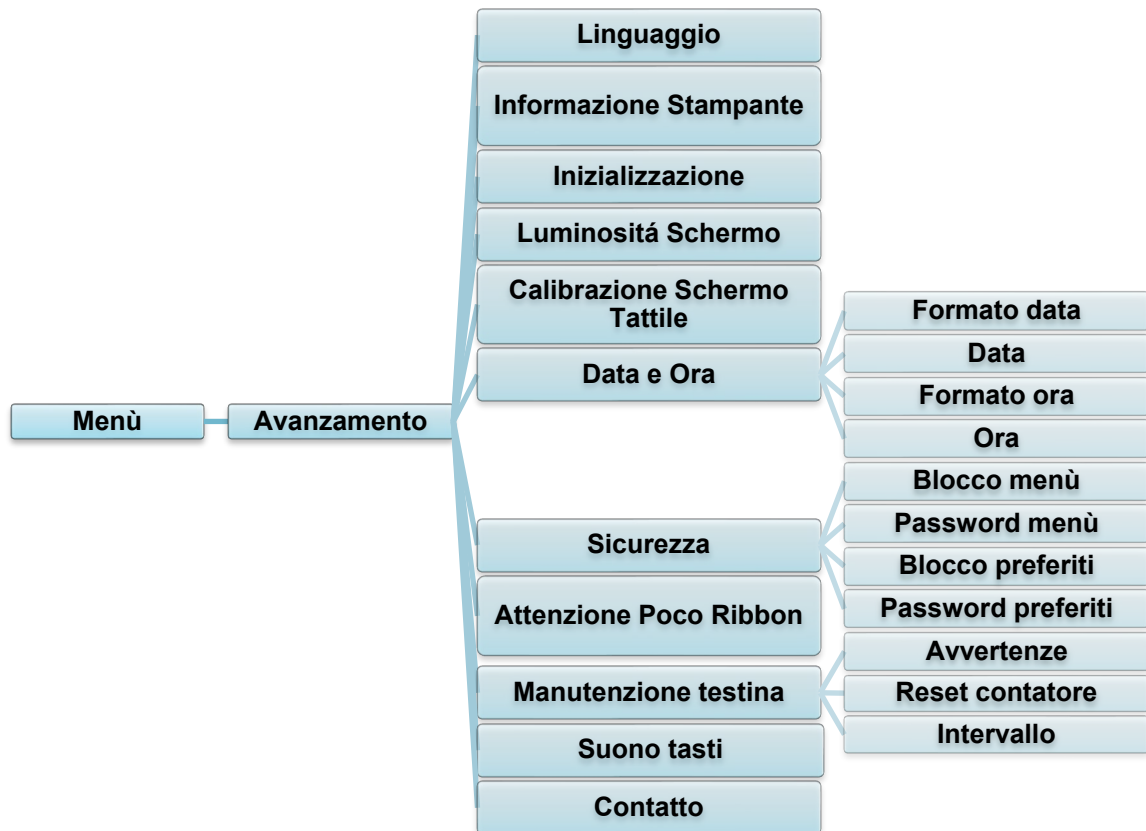 Linguaggio
Informazione Stampante
Inizializzazione
Luminositá Schermo
Calibrazione Schermo
Tattile
Formato data
Data e Ora
Data
Formato ora
Menù
Avanzamento
Ora
Blocco menù
Sicurezza
Password menù
Blocco preferiti
Attenzione Poco Ribbon
Password preferiti
Avvertenze
Manutenzione testina
Reset contatore
Intervallo
Suono tasti
Contatto